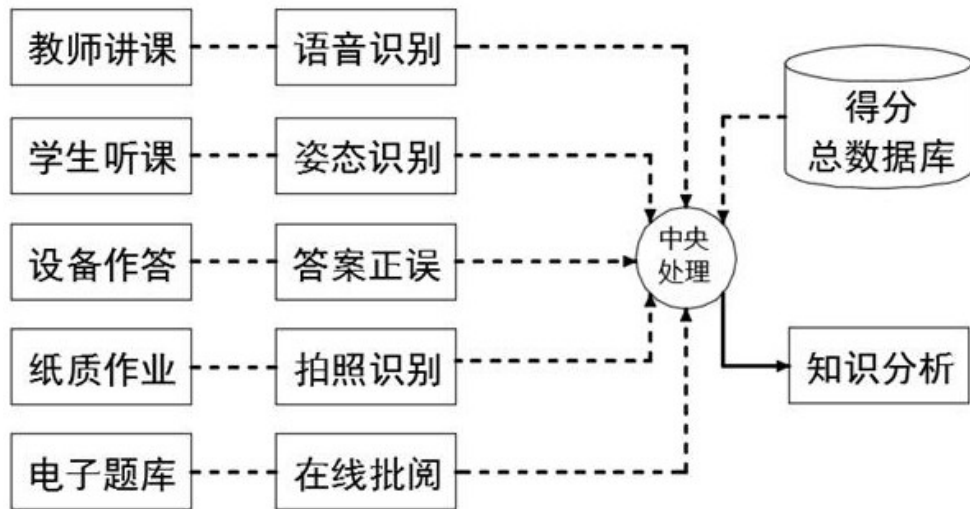 教师讲课
语音识别
得分
总数据库
学生听课
姿态识别
设备作答
答案正误
中央
处理
纸质作业
拍照识别
知识分析
电子题库
在线批阅